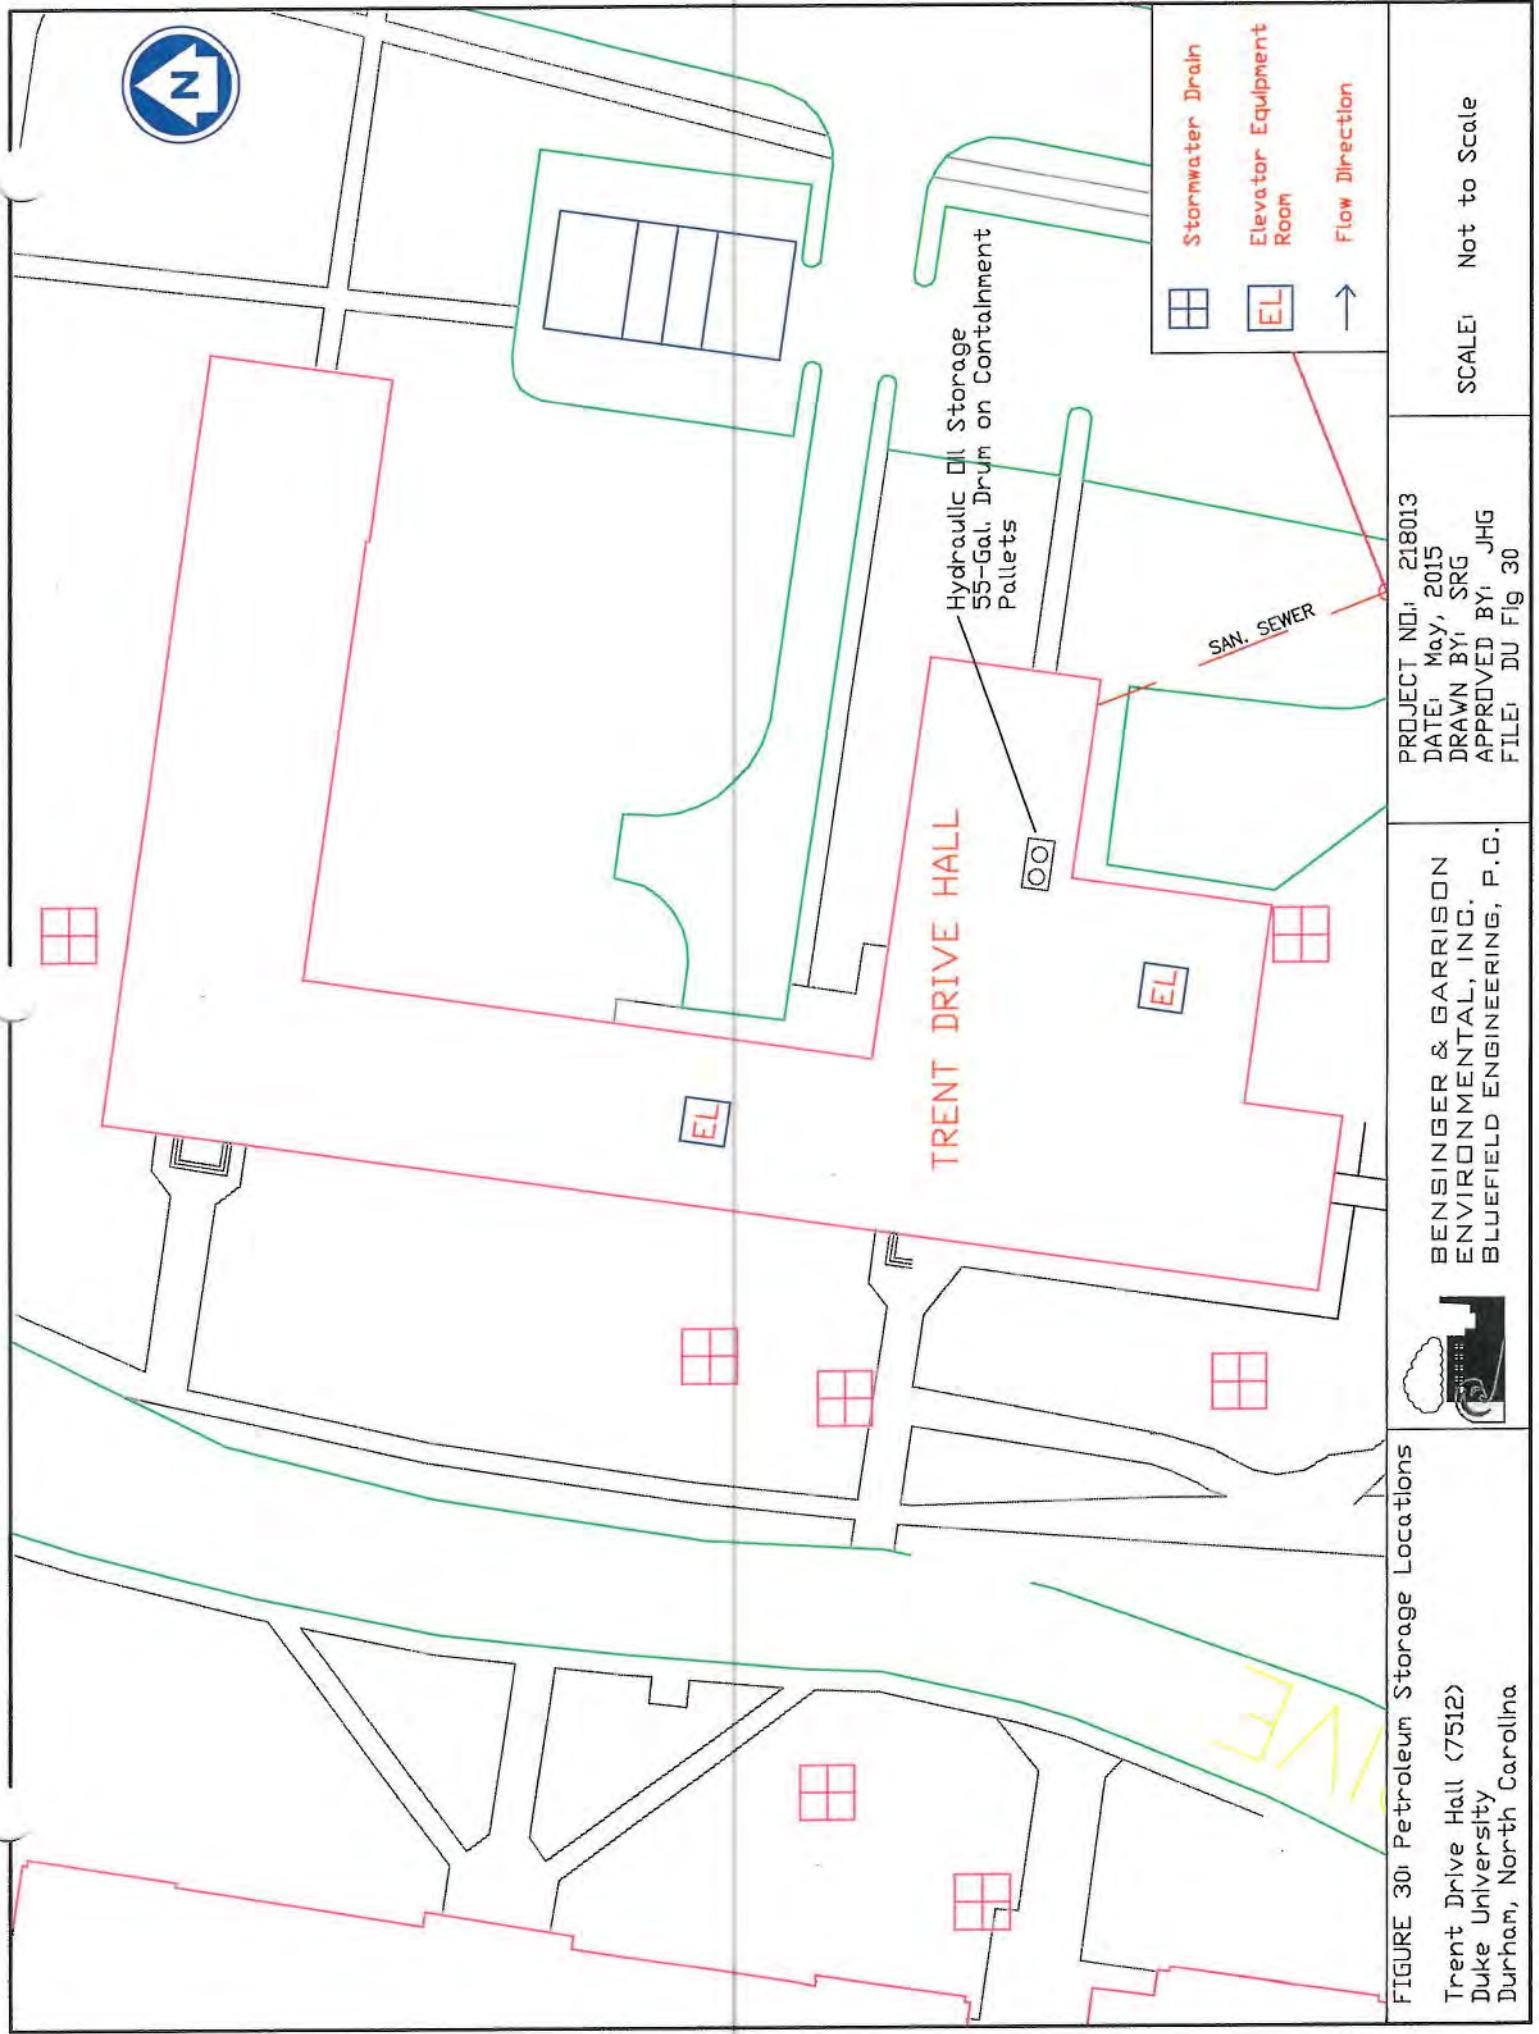 N
Stormwater Drain
EL
Elevator Equipment
Room
Flow Direction
Hydraulic Oil Storage
55-Gal. Drum on Containment
Pallets
SAN. SEWER
TRENT DRIVE HALL
EL
EL
IVE
FIGURE 30: Petroleum Storage Locations
Trent Drive Hall (7512)
Duke University
Durham, North Carolina
BENSINGER & GARRISON
ENVIRONMENTAL, INC.
BLUEFIELD ENGINEERING, P.C.
PROJECT NO.: 218013
DATE: May, 2015
DRAWN BY: SRG
APPROVED BY: JHG
FILE: DU Fig 30
SCALE: Not to Scale